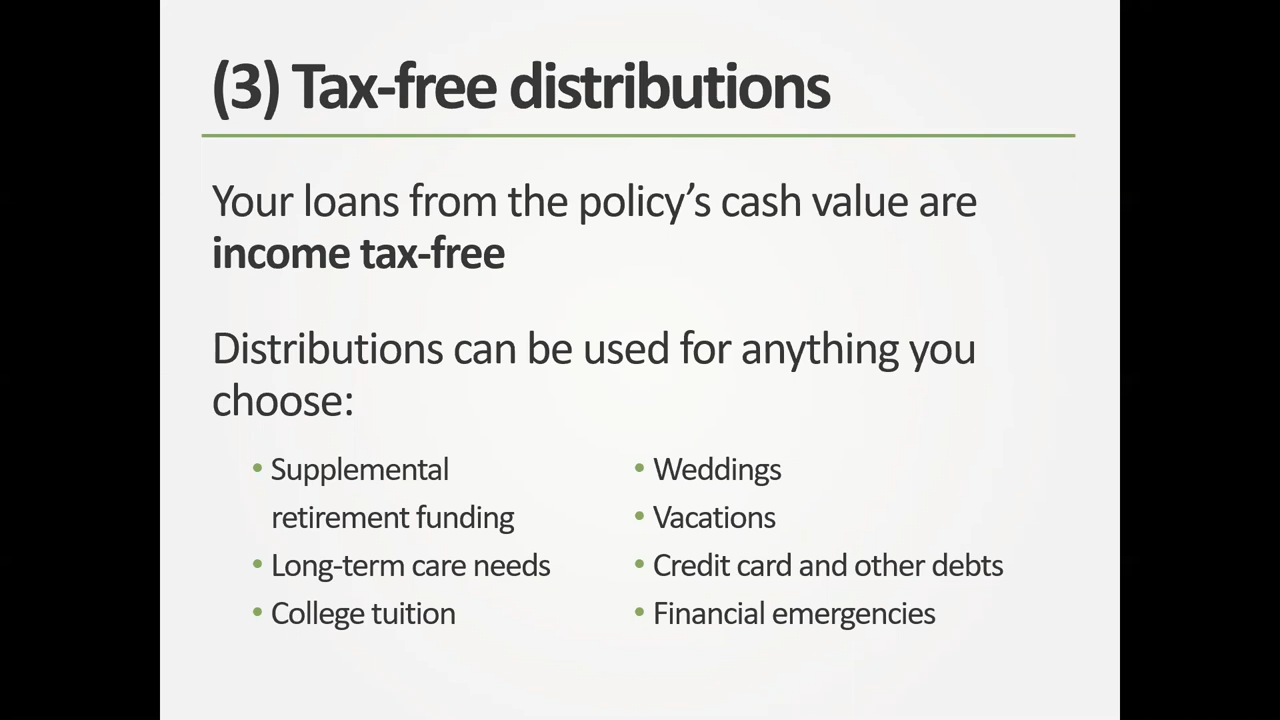 (3) Tax-free distributions
Your loans from the policy’s cash value are
income tax-free
Distributions can be used for anything you
choose:
• Supplemental
retirement funding
• Long-term care needs
• College tuition
• Weddings
• Vacations
• Credit card and other debts
• Financial emergencies